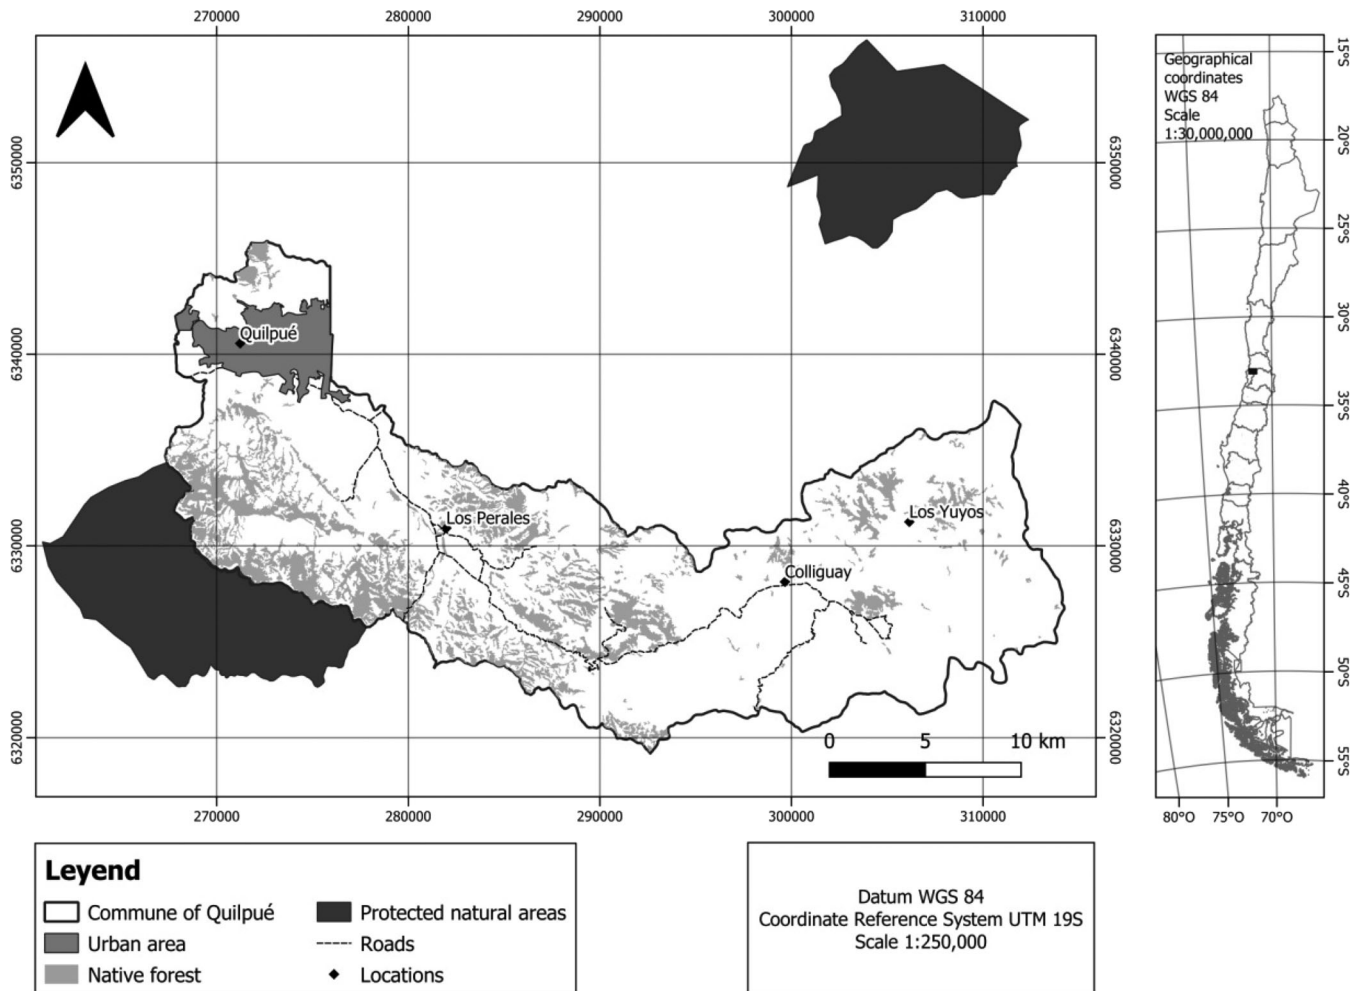 270000
280000
290000
300000
310000
6350000
6340000
6330000
6320000
6350000
6340000
6330000
6320000
Quilpué
Los Perales
Los Yuyos
Colliguay
0 5 10 km
270000
280000
290000
300000
310000
Geographical
coordinates
WGS 84
Scale
1:30,000,000
15°S
20°S
25°S
30°S
35°S
40°S
45°S
50°S
55°S
80°O
75°O
70°O
Leyend
Commune of Quilpué
Urban area
Native forest
Protected natural areas
Roads
Locations
Datum WGS 84
Coordinate Reference System UTM 19S
Scale 1:250,000